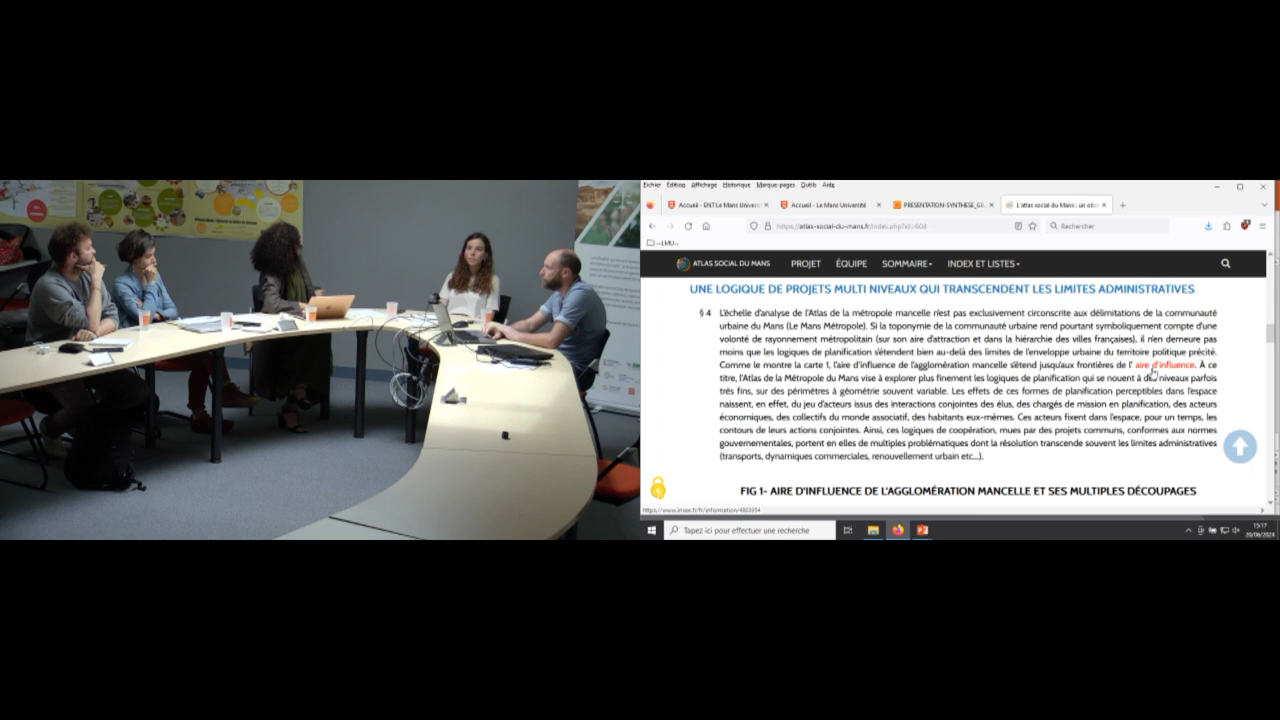 Fichier Édition Affichage Historique Marque-pages Outils Aide
Accueil - ENT Le Mans Universit
Accueil - Le Mans Université
PRESENTATION-SYNTHESE_GE
L'atlas social du Mans : un obs
https://atlas-social-du-mans.fr/index.php?id=604
Rechercher
--LMU--
ATLAS SOCIAL DU MANS
PROJET
ÉQUIPE
SOMMAIRE
INDEX ET LISTES
UNE LOGIQUE DE PROJETS MULTI NIVEAUX QUI TRANSCENDENT LES LIMITES ADMINISTRATIVES
§ 4 L'échelle d'analyse de l'Atlas de la métropole mancelle n'est pas exclusivement circonscrite aux délimitations de la communauté
urbaine du Mans (Le Mans Métropole). Si la toponymie de la communauté urbaine rend pourtant symboliquement compte d'une
volonté de rayonnement métropolitain (sur son aire d'attraction et dans la hiérarchie des villes françaises), il n'en demeure pas
moins que les logiques de planification s'étendent bien au-delà des limites de l'enveloppe urbaine du territoire politique précité.
Comme le montre la carte 1, l'aire d'influence de l'agglomération mancelle s'étend jusqu'aux frontières de l' aire d'influence. À ce
titre, l'Atlas de la Métropole du Mans vise à explorer plus finement les logiques de planification qui se nouent à des niveaux parfois
très fins, sur des périmètres à géométrie souvent variable. Les effets de ces formes de planification perceptibles dans l'espace
naissent, en effet, du jeu d'acteurs issus des interactions conjointes des élus, des chargés de mission en planification, des acteurs
économiques, des collectifs du monde associatif, des habitants eux-mêmes. Ces acteurs fixent dans l'espace, pour un temps, les
contours de leurs actions conjointes. Ainsi, ces logiques de coopération, mues par des projets communs, conformes aux normes
gouvernementales, portent en elles de multiples problématiques dont la résolution transcende souvent les limites administratives
(transports, dynamiques commerciales, renouvellement urbain etc...).
FIG 1- AIRE D'INFLUENCE DE L'AGGLOMÉRATION MANCELLE ET SES MULTIPLES DÉCOUPAGES
https://www.insee.fr/fr/information/4803954
Tapez ici pour effectuer une recherche
15:17
20/06/2024